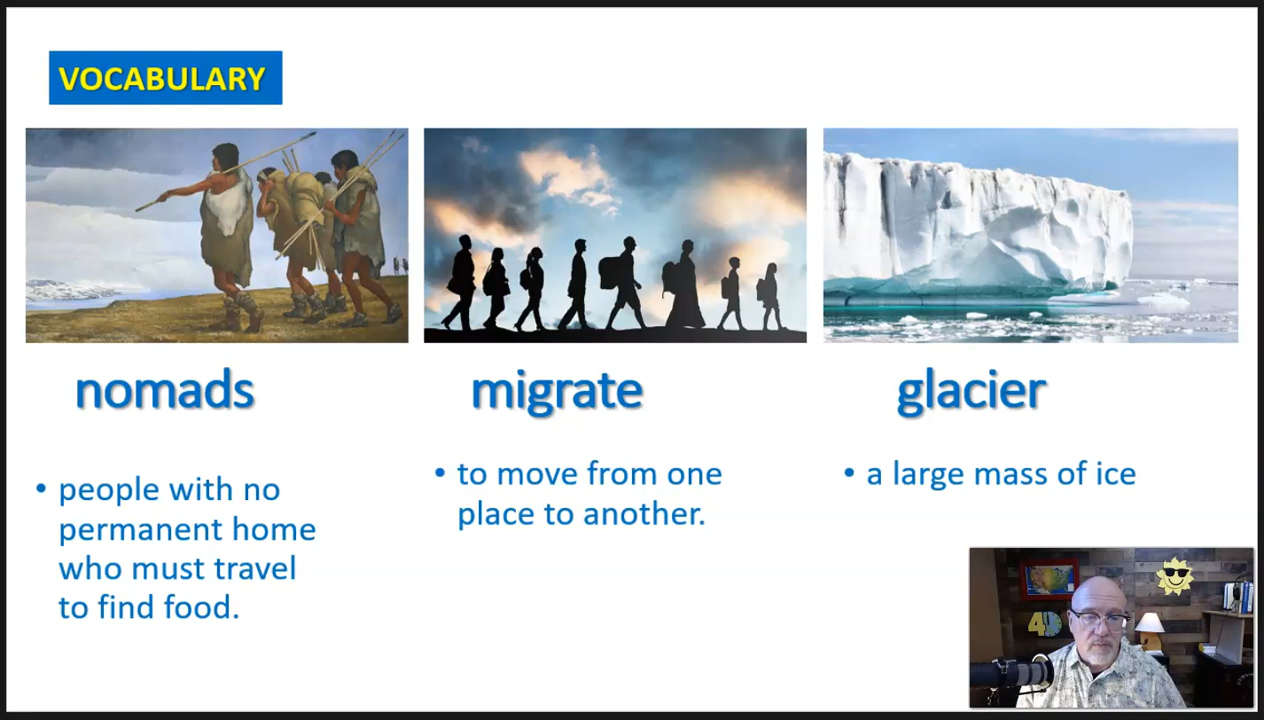 VOCABULARY
nomads
• people with no
permanent home
who must travel
to find food.
migrate
• to move from one
place to another.
glacier
• a large mass of ice
4D